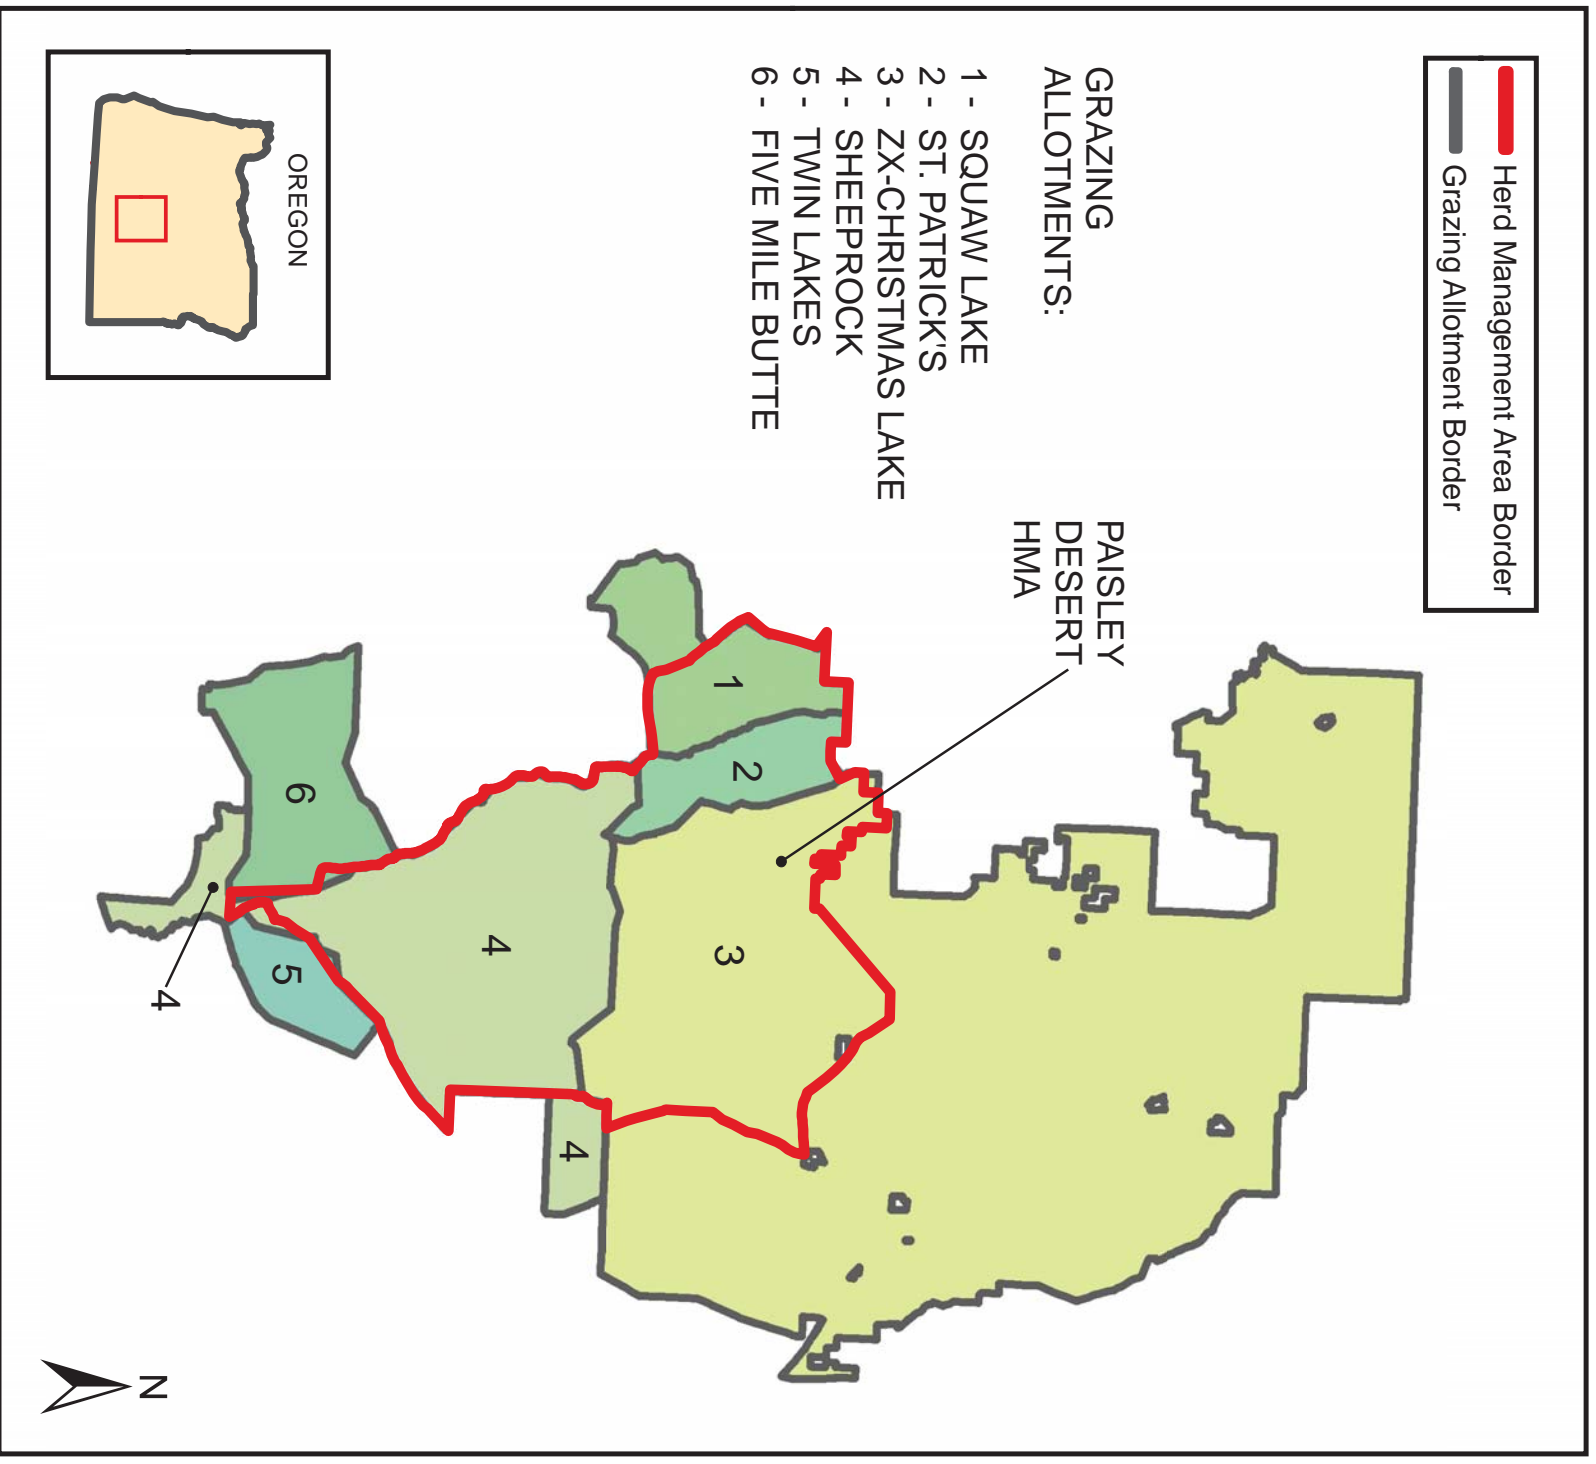 Herd Management Area Border
Grazing Allotment Border
GRAZING
ALLOTMENTS:
1 - SQUAW LAKE
2 - ST. PATRICK'S
3 - ZX-CHRISTMAS LAKE
4 - SHEEPROCK
5 - TWIN LAKES
6 - FIVE MILE BUTTE
OREGON
PAISLEY
DESERT
HMA
1
2
3
4
4
6
5
4
N